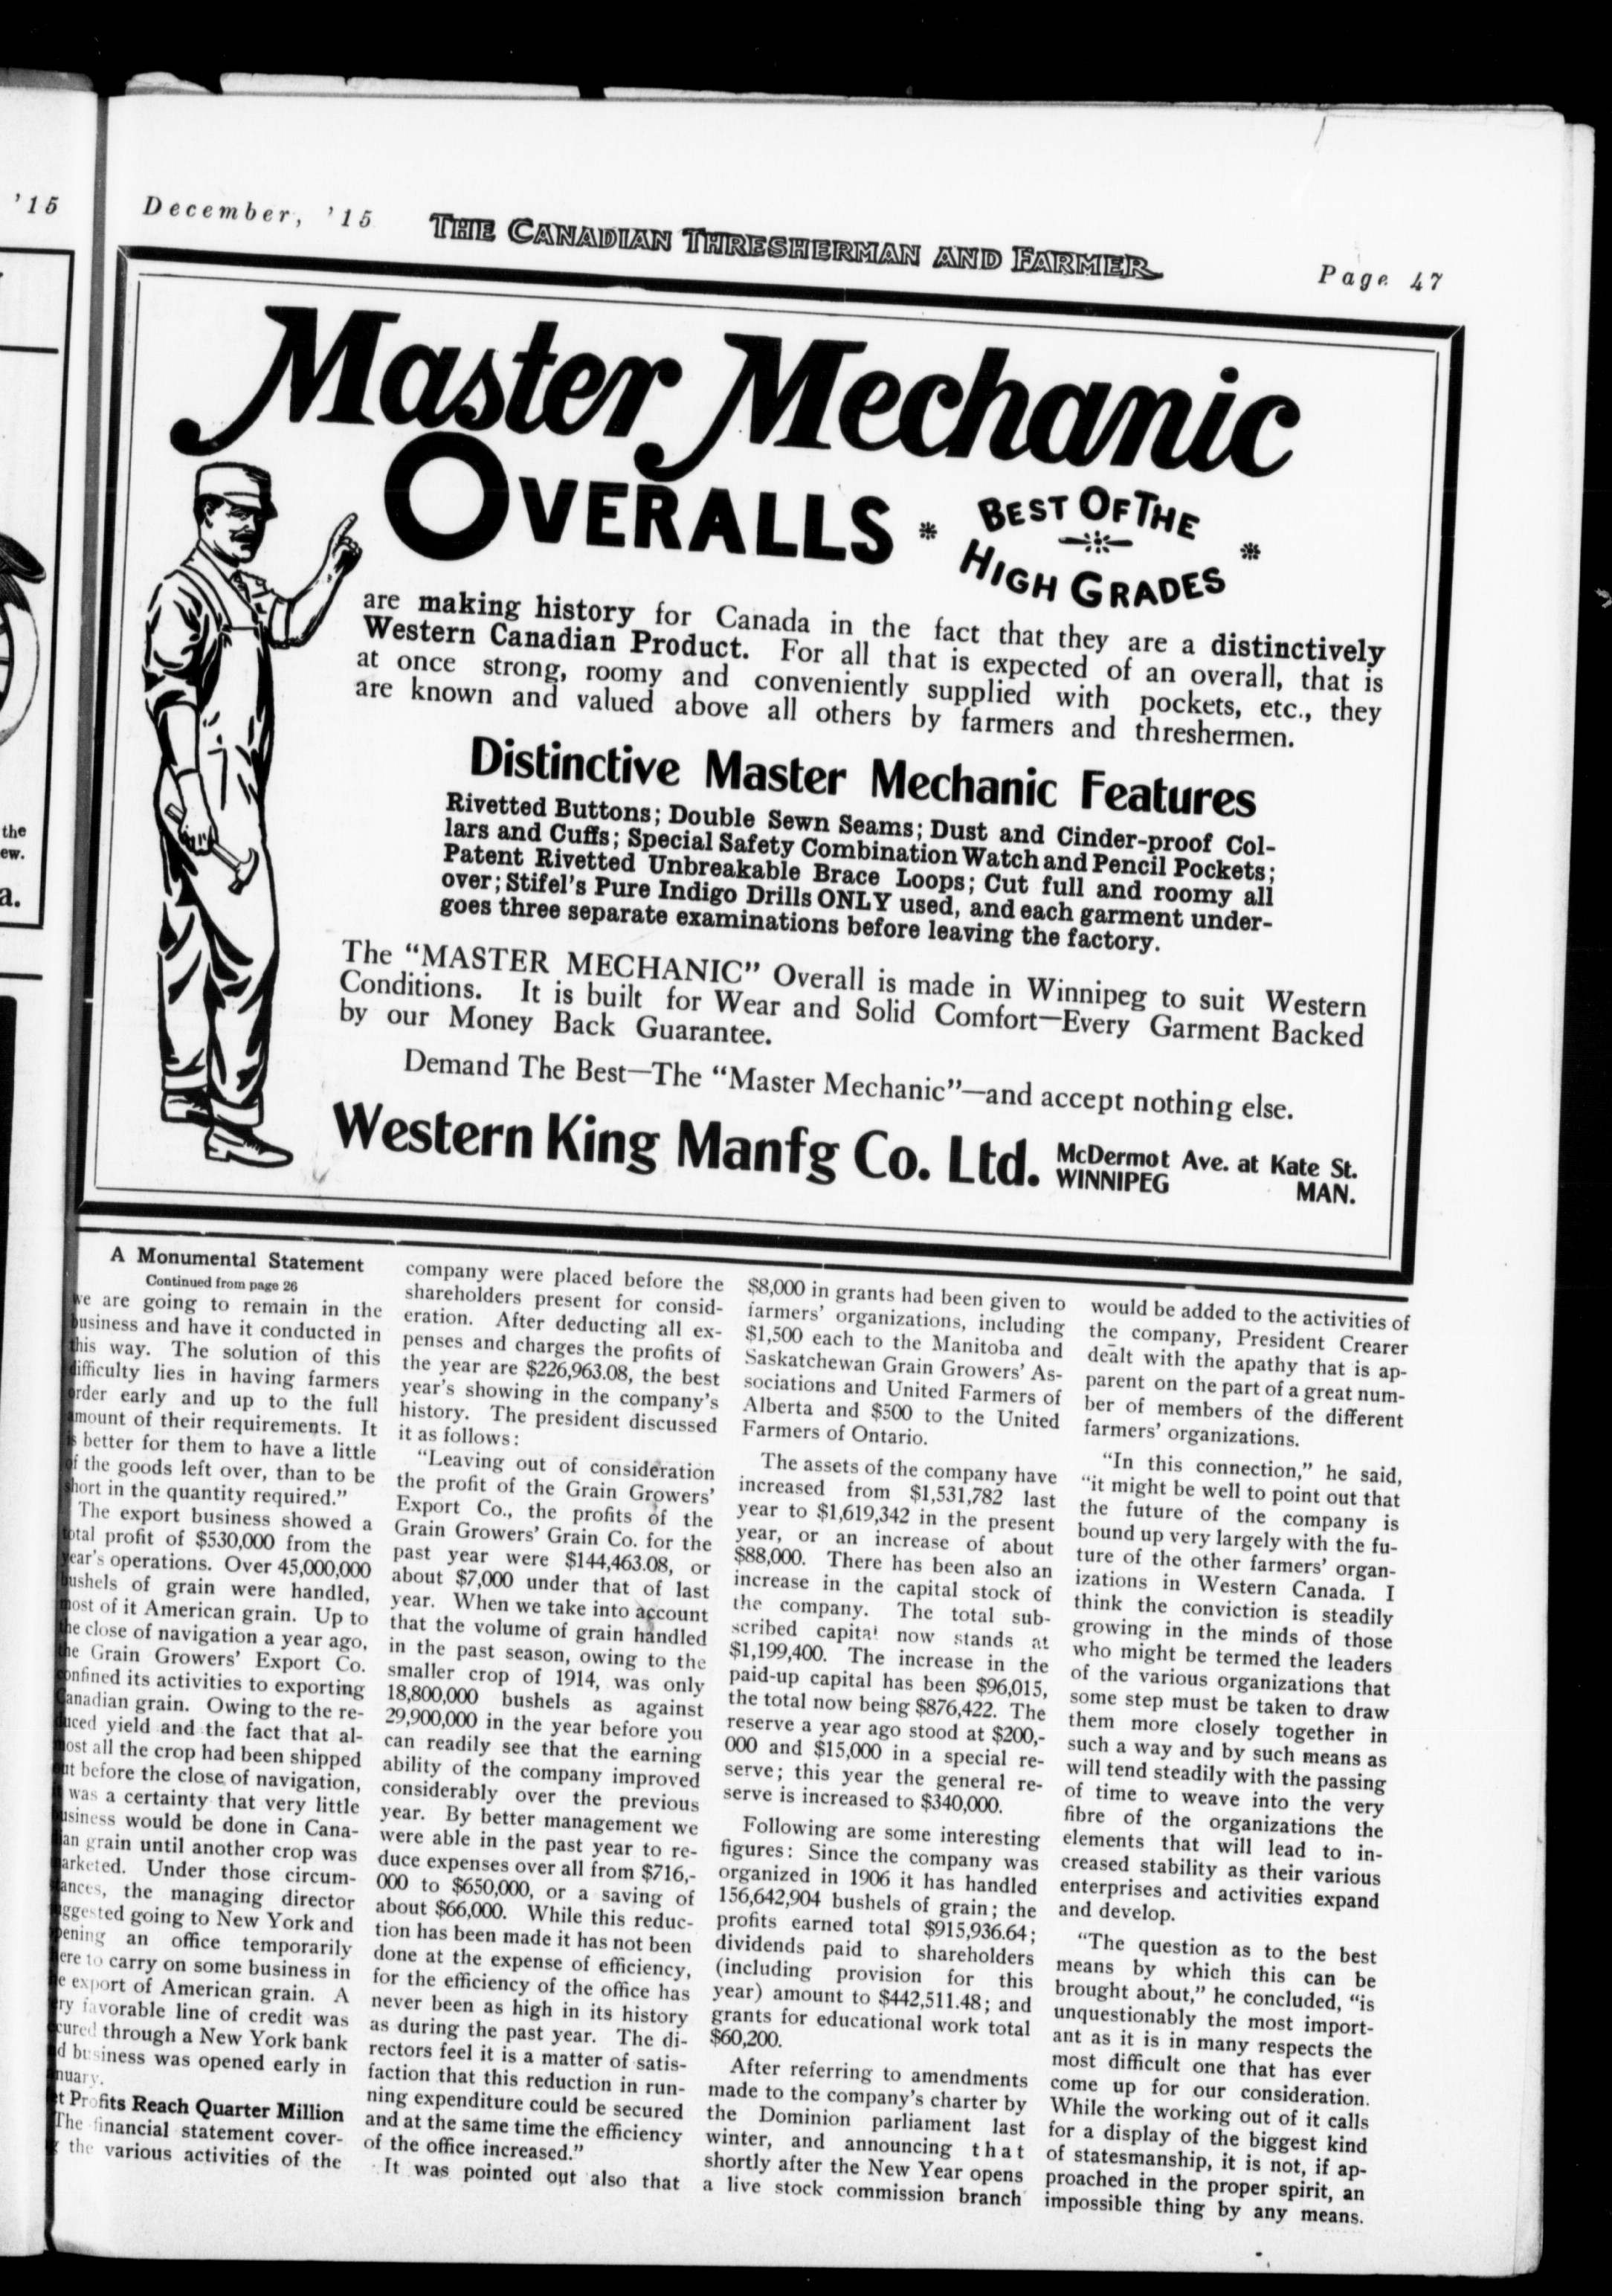 '15
the
ew.
a.
December, '15
THE CANADIAN THRESHERMAN AND FARMER
Page 47
Master Mechanic
OVERALLS
BEST OF THE
HIGH GRADES
are making history for Canada in the fact that they are a distinctively
Western Canadian Product. For all that is expected of an overall, that is
at once strong, roomy and conveniently supplied with pockets, etc., they
are known and valued above all others by farmers and threshermen.
Distinctive Master Mechanic Features
Rivetted Buttons; Double Sewn Seams; Dust and Cinder-proof Col-
lars and Cuffs; Special Safety Combination Watch and Pencil Pockets;
Patent Rivetted Unbreakable Brace Loops; Cut full and roomy all
over; Stifel's Pure Indigo Drills ONLY used, and each garment under-
goes three separate examinations before leaving the factory.
The "MASTER MECHANIC" Overall is made in Winnipeg to suit Western
Conditions. It is built for Wear and Solid Comfort—Every Garment Backed
by our Money Back Guarantee.
Demand The Best—The "Master Mechanic"—and accept nothing else.
Western King Manfg Co. Ltd. McDermot Ave. at Kate St.
WINNIPEG MAN.
A Monumental Statement
Continued from page 26
we are going to remain in the
business and have it conducted in
this way. The solution of this
difficulty lies in having farmers
order early and up to the full
amount of their requirements. It
is better for them to have a little
of the goods left over, than to be
short in the quantity required."
The export business showed a
total profit of $530,000 from the
year's operations. Over 45,000,000
bushels of grain were handled,
most of it American grain. Up to
the close of navigation a year ago,
the Grain Growers' Export Co.
confined its activities to exporting
Canadian grain. Owing to the re-
duced yield and the fact that al-
most all the crop had been shipped
out before the close of navigation,
it was a certainty that very little
business would be done in Cana-
ian grain until another crop was
arketed. Under those circum-
ances, the managing director
ggested going to New York and
pening an office temporarily
ere to carry on some business in
e export of American grain. A
ry favorable line of credit was
cured through a New York bank
d business was opened early in
nuary.
t Profits Reach Quarter Million
The financial statement cover-
g the various activities of the
company were placed before the
shareholders present for consid-
eration. After deducting all ex-
penses and charges the profits of
the year are $226,963.08, the best
year's showing in the company's
history. The president discussed
it as follows:
"Leaving out of consideration
the profit of the Grain Growers'
Export Co., the profits of the
Grain Growers' Grain Co. for the
past year were $144,463.08, or
about $7,000 under that of last
year. When we take into account
that the volume of grain handled
in the past season, owing to the
smaller crop of 1914, was only
18,800,000 bushels as against
29,900,000 in the year before you
can readily see that the earning
ability of the company improved
considerably over the previous
year. By better management we
were able in the past year to re-
duce expenses over all from $716,-
000 to $650,000, or a saving of
about $66,000. While this reduc-
tion has been made it has not been
done at the expense of efficiency,
for the efficiency of the office has
never been as high in its history
as during the past year. The di-
rectors feel it is a matter of satis-
faction that this reduction in run-
ning expenditure could be secured
and at the same time the efficiency
of the office increased."
It was pointed out also that
$8,000 in grants had been given to
farmers' organizations, including
$1,500 each to the Manitoba and
Saskatchewan Grain Growers' As-
sociations and United Farmers of
Alberta and $500 to the United
Farmers of Ontario.
The assets of the company have
increased from $1,531,782 last
year to $1,619,342 in the present
year, or an increase of about
$88,000. There has been also an
increase in the capital stock of
the company. The total sub-
scribed capital now stands at
$1,199,400. The increase in the
paid-up capital has been $96,015,
the total now being $876,422. The
reserve a year ago stood at $200,-
000 and $15,000 in a special re-
serve; this year the general re-
serve is increased to $340,000.
Following are some interesting
figures: Since the company was
organized in 1906 it has handled
156,642,904 bushels of grain; the
profits earned total $915,936.64;
dividends paid to shareholders
(including provision for this
year) amount to $442,511.48; and
grants for educational work total
$60,200.
After referring to amendments
made to the company's charter by
the Dominion parliament last
winter, and announcing that
shortly after the New Year opens
a live stock commission branch
would be added to the activities of
the company, President Crearer
dealt with the apathy that is ap-
parent on the part of a great num-
ber of members of the different
farmers' organizations.
"In this connection," he said,
"it might be well to point out that
the future of the company is
bound up very largely with the fu-
ture of the other farmers' organ-
izations in Western Canada. I
think the conviction is steadily
growing in the minds of those
who might be termed the leaders
of the various organizations that
some step must be taken to draw
them more closely together in
such a way and by such means as
will tend steadily with the passing
of time to weave into the very
fibre of the organizations the
elements that will lead to in-
creased stability as their various
enterprises and activities expand
and develop.
"The question as to the best
means by which this can be
brought about," he concluded, "is
unquestionably the most import-
ant as it is in many respects the
most difficult one that has ever
come up for our consideration.
While the working out of it calls
for a display of the biggest kind
of statesmanship, it is not, if ap-
proached in the proper spirit, an
impossible thing by any means.